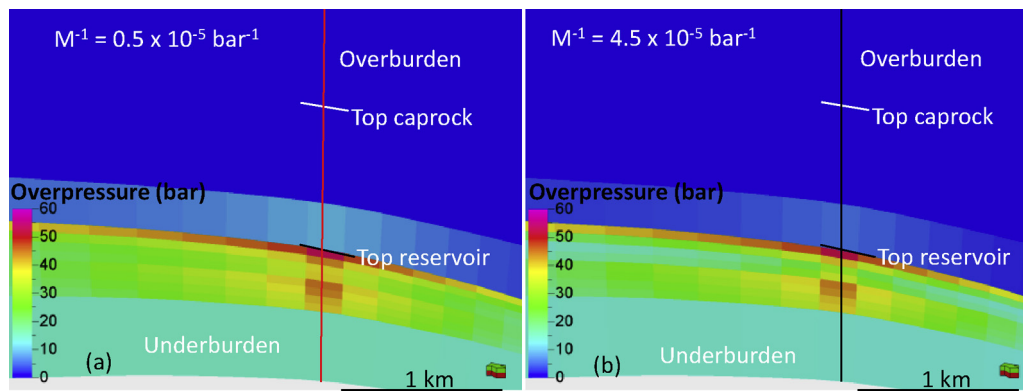 M⁻¹ = 0.5 x 10⁻⁵ bar⁻¹
Overburden
Top caprock
Overpressure (bar)
60
50
40
30
20
10
0
Top reservoir
Underburden
(a)
1 km
M⁻¹ = 4.5 x 10⁻⁵ bar⁻¹
Overburden
Top caprock
Overpressure (bar)
60
50
40
30
20
10
0
Top reservoir
Underburden
(b)
1 km